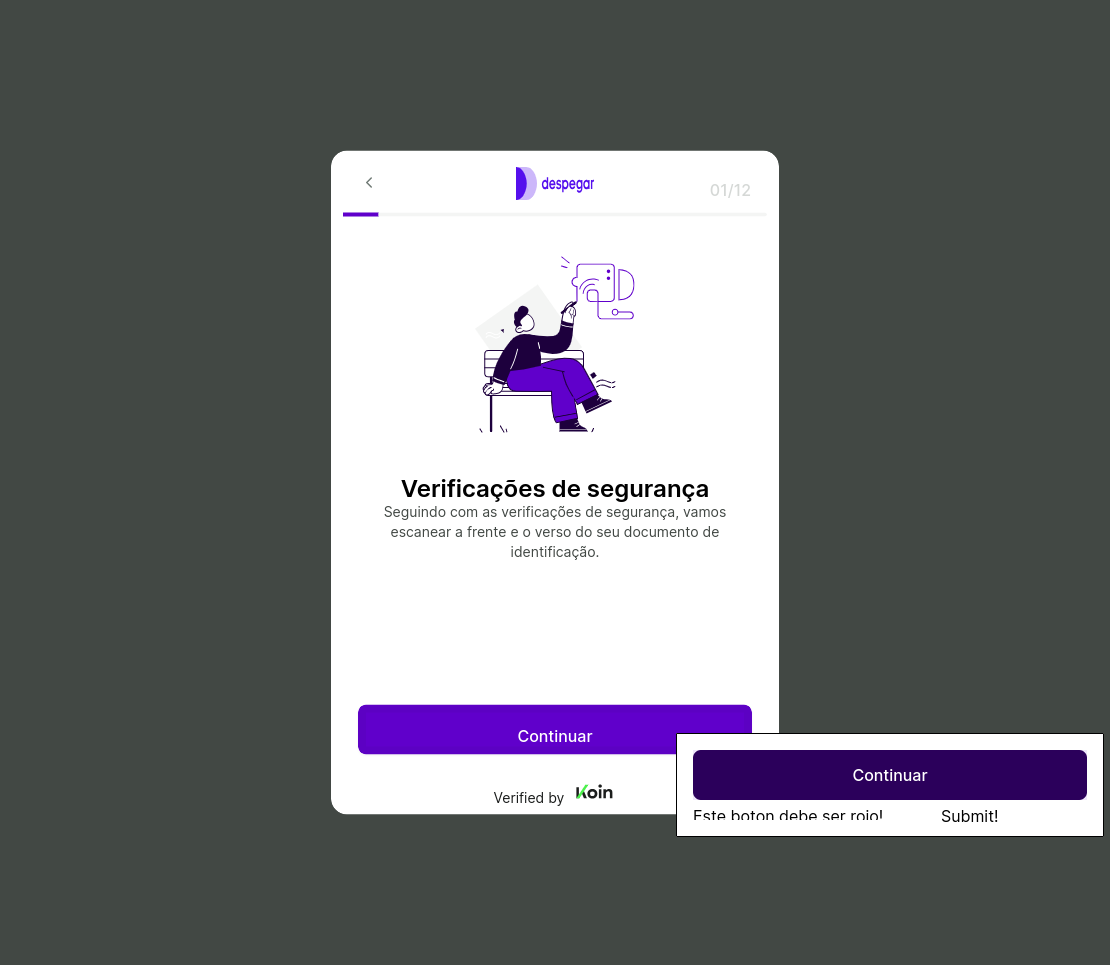 despegar
01/12
Verificações de segurança
Seguindo com as verificações de segurança, vamos
escanear a frente e o verso do seu documento de
identificação.
Continuar
Verified by Koin
Continuar
Este boton debe ser rojo! Submit!